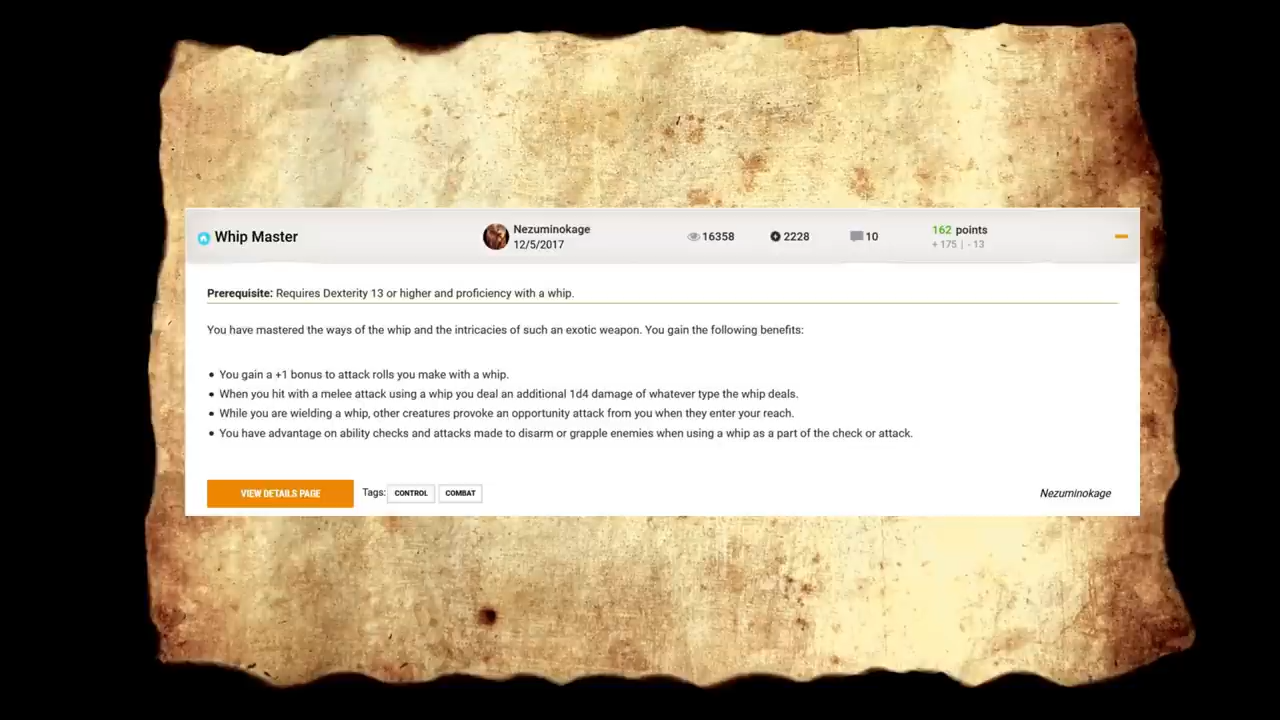 Whip Master
Nezuminokage
12/5/2017
16358
2228
10
162 points
+ 175 | - 13
Prerequisite: Requires Dexterity 13 or higher and proficiency with a whip.
You have mastered the ways of the whip and the intricacies of such an exotic weapon. You gain the following benefits:
• You gain a +1 bonus to attack rolls you make with a whip.
• When you hit with a melee attack using a whip you deal an additional 1d4 damage of whatever type the whip deals.
• While you are wielding a whip, other creatures provoke an opportunity attack from you when they enter your reach.
• You have advantage on ability checks and attacks made to disarm or grapple enemies when using a whip as a part of the check or attack.
VIEW DETAILS PAGE
Tags: CONTROL COMBAT
Nezuminokage